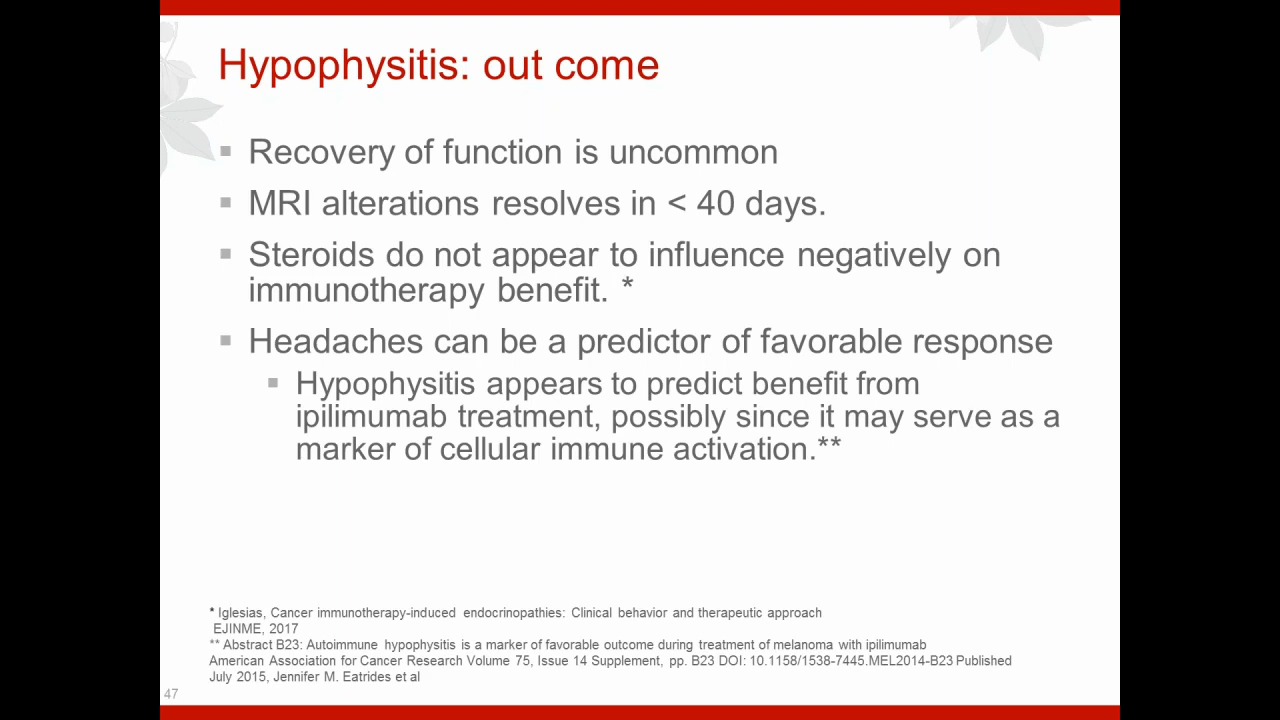 Hypophysitis: out come
▪ Recovery of function is uncommon
▪ MRI alterations resolves in < 40 days.
▪ Steroids do not appear to influence negatively on
immunotherapy benefit. *
▪ Headaches can be a predictor of favorable response
▪ Hypophysitis appears to predict benefit from
ipilimumab treatment, possibly since it may serve as a
marker of cellular immune activation.**
* Iglesias, Cancer immunotherapy-induced endocrinopathies: Clinical behavior and therapeutic approach
EJINME, 2017
** Abstract B23: Autoimmune hypophysitis is a marker of favorable outcome during treatment of melanoma with ipilimumab
American Association for Cancer Research Volume 75, Issue 14 Supplement, pp. B23 DOI: 10.1158/1538-7445.MEL2014-B23 Published
July 2015, Jennifer M. Eatrides et al
47